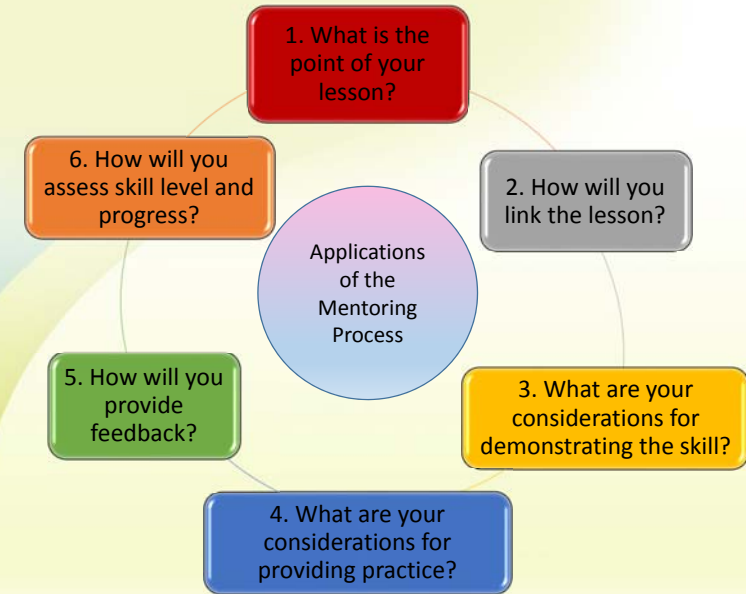 1. What is the
point of your
lesson?
2. How will you
link the lesson?
3. What are your
considerations for
demonstrating the skill?
4. What are your
considerations for
providing practice?
5. How will you
provide
feedback?
6. How will you
assess skill level and
progress?
Applications
of the
Mentoring
Process